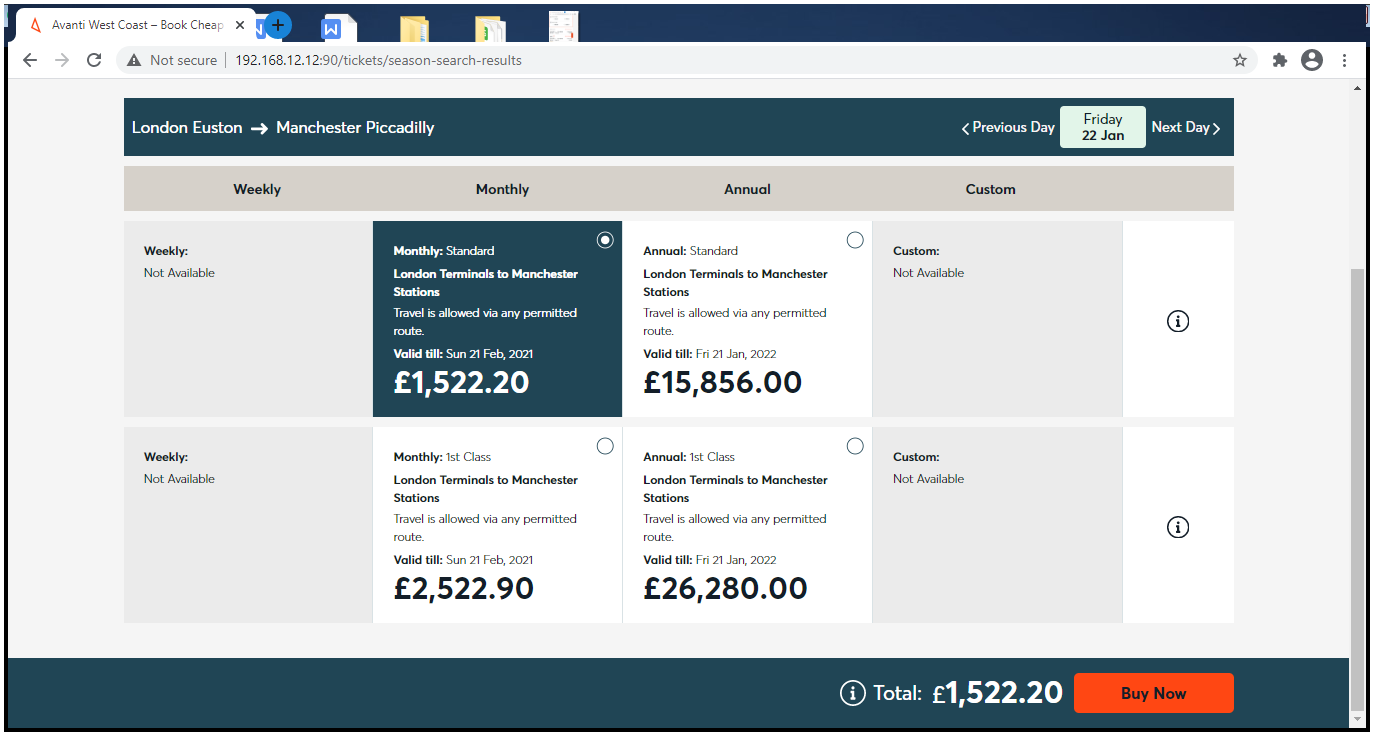 Avanti West Coast – Book Cheap
Not secure
192.168.12.12:90/tickets/season-search-results
London Euston → Manchester Piccadilly
Previous Day
Friday
22 Jan
Next Day
Weekly
Monthly
Annual
Custom
Weekly:
Not Available
Monthly: Standard
London Terminals to Manchester
Stations
Travel is allowed via any permitted
route.
Valid till: Sun 21 Feb, 2021
£1,522.20
Annual: Standard
London Terminals to Manchester
Stations
Travel is allowed via any permitted
route.
Valid till: Fri 21 Jan, 2022
£15,856.00
Custom:
Not Available
Weekly:
Not Available
Monthly: 1st Class
London Terminals to Manchester
Stations
Travel is allowed via any permitted
route.
Valid till: Sun 21 Feb, 2021
£2,522.90
Annual: 1st Class
London Terminals to Manchester
Stations
Travel is allowed via any permitted
route.
Valid till: Fri 21 Jan, 2022
£26,280.00
Custom:
Not Available
Total: £1,522.20
Buy Now